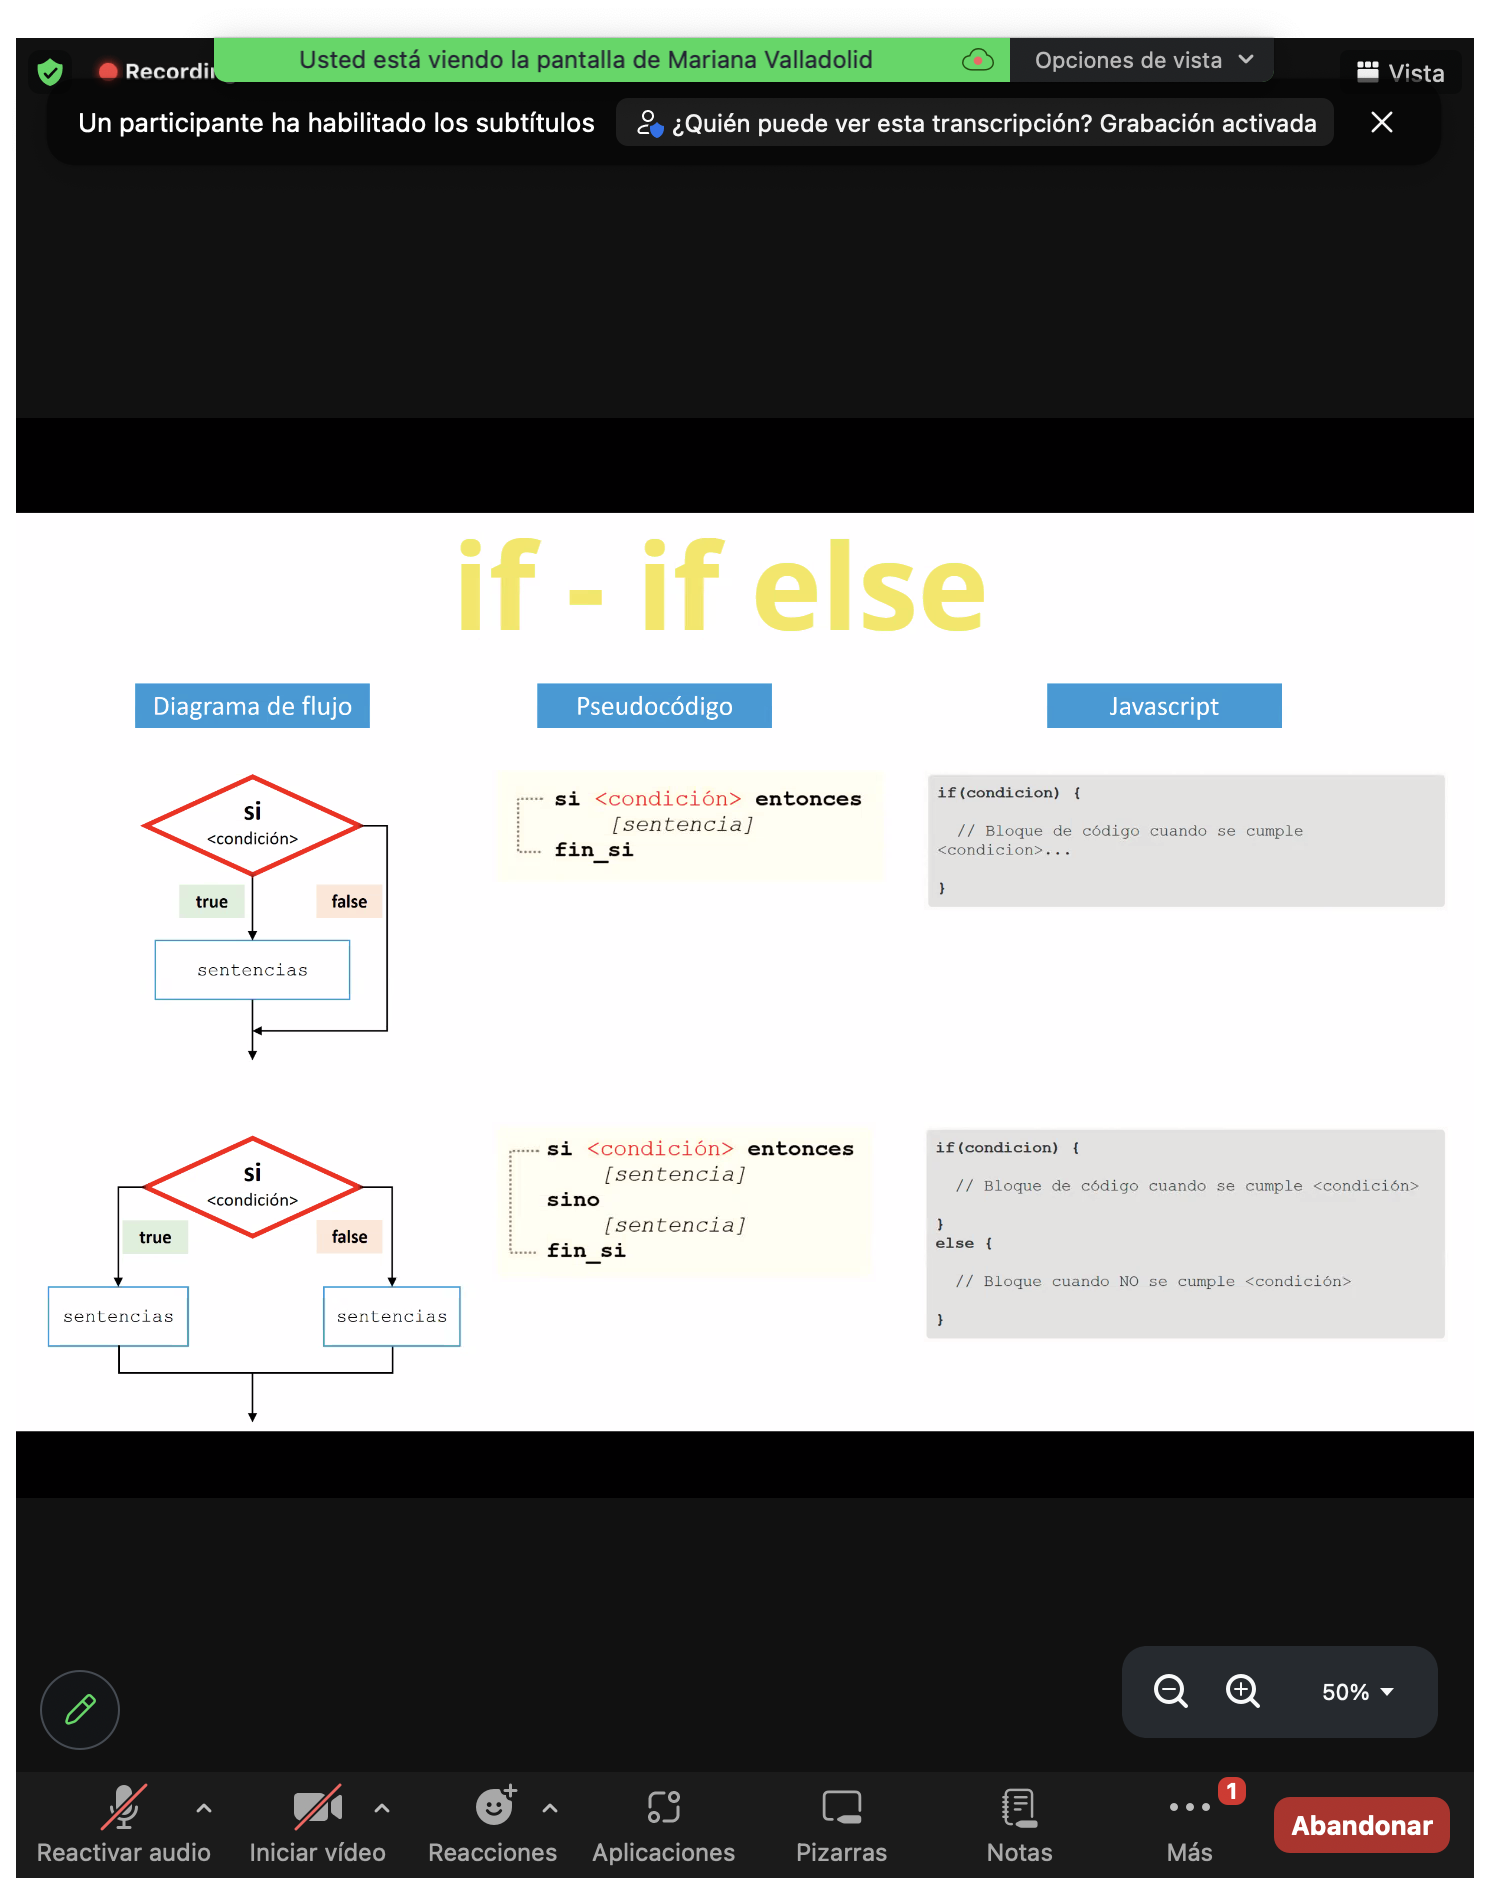 Recordin
Usted está viendo la pantalla de Mariana Valladolid
Opciones de vista
Vista
Un participante ha habilitado los subtítulos
¿Quién puede ver esta transcripción? Grabación activada
if - if else
Diagrama de flujo
Pseudocódigo
Javascript
si
<condición>
true
false
sentencias
si <condición> entonces
[sentencia]
fin_si
if(condicion) {
// Bloque de código cuando se cumple
<condicion>...
}
si
<condición>
true
false
sentencias
sentencias
si <condición> entonces
[sentencia]
sino
[sentencia]
fin_si
if(condicion) {
// Bloque de código cuando se cumple <condición>
}
else {
// Bloque cuando NO se cumple <condición>
}
50%
Reactivar audio
Iniciar vídeo
Reacciones
Aplicaciones
Pizarras
Notas
1
Más
Abandonar